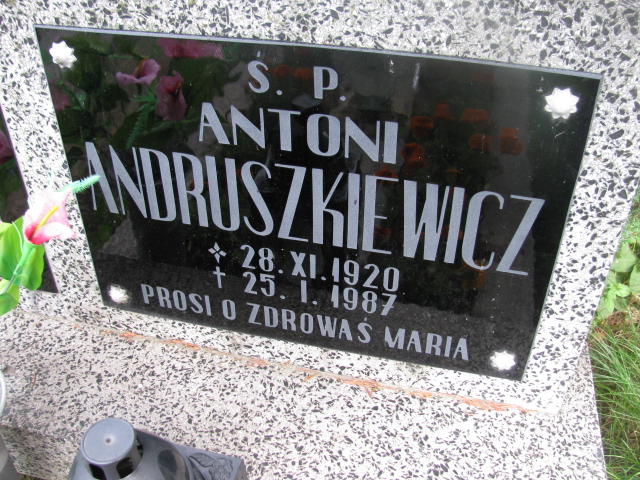 Ś. P.
ANTONI
ANDRUSZKIEWICZ
28. XI. 1920
† 25. I. 1987
PROSI O ZDROWAŚ MARIA